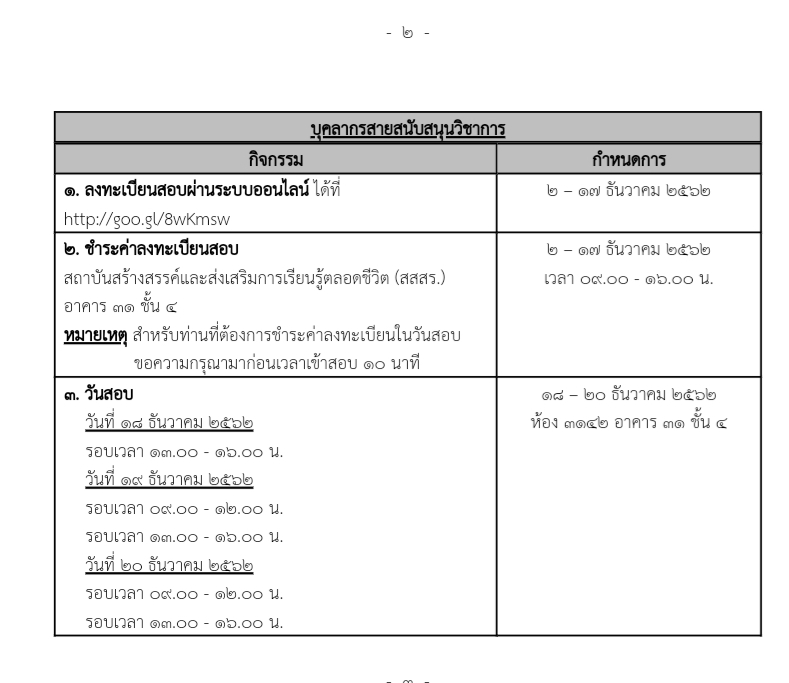 - ๒ -
บุคลากรสายสนับสนุนวิชาการ
กิจกรรม
กำหนดการ
๑. ลงทะเบียนสอบผ่านระบบออนไลน์ ได้ที่
http://goo.gl/8wKmsw
๒ – ๑๗ ธันวาคม ๒๕๖๒
๒. ชำระค่าลงทะเบียนสอบ
สถาบันสร้างสรรค์และส่งเสริมการเรียนรู้ตลอดชีวิต (สสสร.)
อาคาร ๓๑ ชั้น ๔
หมายเหตุ สำหรับท่านที่ต้องการชำระค่าลงทะเบียนในวันสอบ
ขอความกรุณามาก่อนเวลาเข้าสอบ ๑๐ นาที
๒ – ๑๗ ธันวาคม ๒๕๖๒
เวลา ๐๙.๐๐ - ๑๖.๐๐ น.
๓. วันสอบ
วันที่ ๑๘ ธันวาคม ๒๕๖๒
รอบเวลา ๑๓.๐๐ - ๑๖.๐๐ น.
วันที่ ๑๙ ธันวาคม ๒๕๖๒
รอบเวลา ๐๙.๐๐ - ๑๒.๐๐ น.
รอบเวลา ๑๓.๐๐ - ๑๖.๐๐ น.
วันที่ ๒๐ ธันวาคม ๒๕๖๒
รอบเวลา ๐๙.๐๐ - ๑๒.๐๐ น.
รอบเวลา ๑๓.๐๐ - ๑๖.๐๐ น.
๑๘ – ๒๐ ธันวาคม ๒๕๖๒
ห้อง ๓๑๔๒ อาคาร ๓๑ ชั้น ๔
- ๓ -